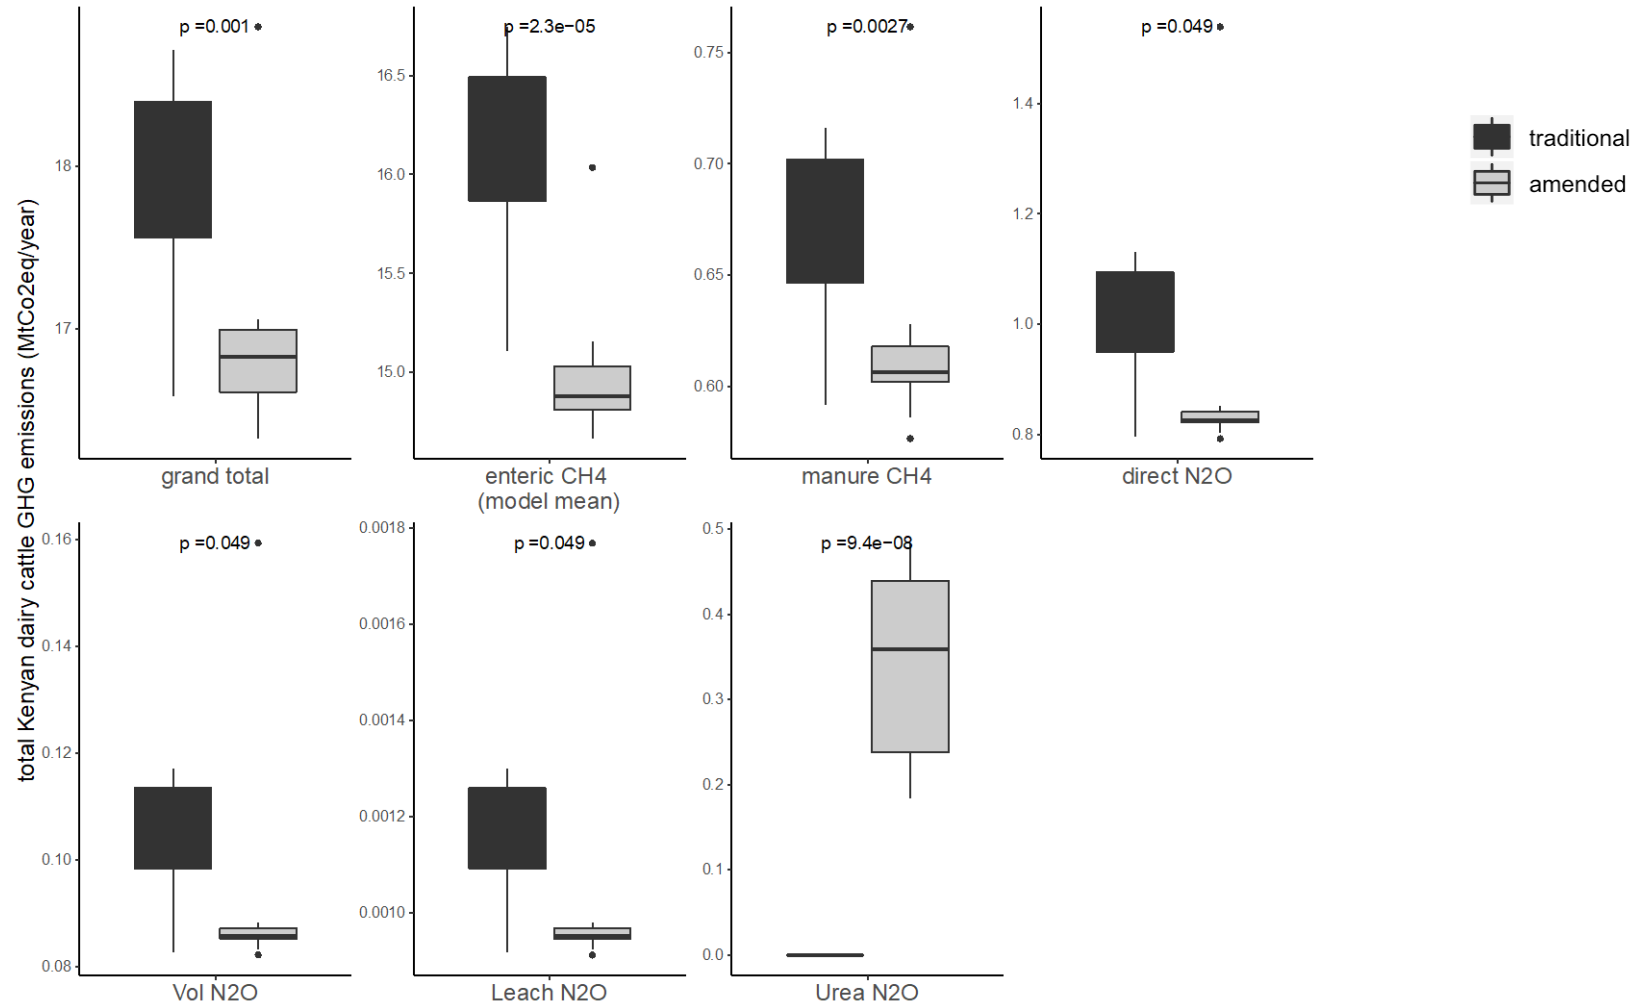 total Kenyan dairy cattle GHG emissions (MtCo2eq/year)
p =0.001
18
17
grand total
p =2.3e−05
16.5
16.0
15.5
15.0
enteric CH4
(model mean)
p =0.0027
0.75
0.70
0.65
0.60
manure CH4
p =0.049
1.4
1.2
1.0
0.8
direct N2O
traditional
amended
p =0.049
0.16
0.14
0.12
0.10
0.08
Vol N2O
p =0.049
0.0018
0.0016
0.0014
0.0012
0.0010
Leach N2O
p =9.4e−08
0.5
0.4
0.3
0.2
0.1
0.0
Urea N2O